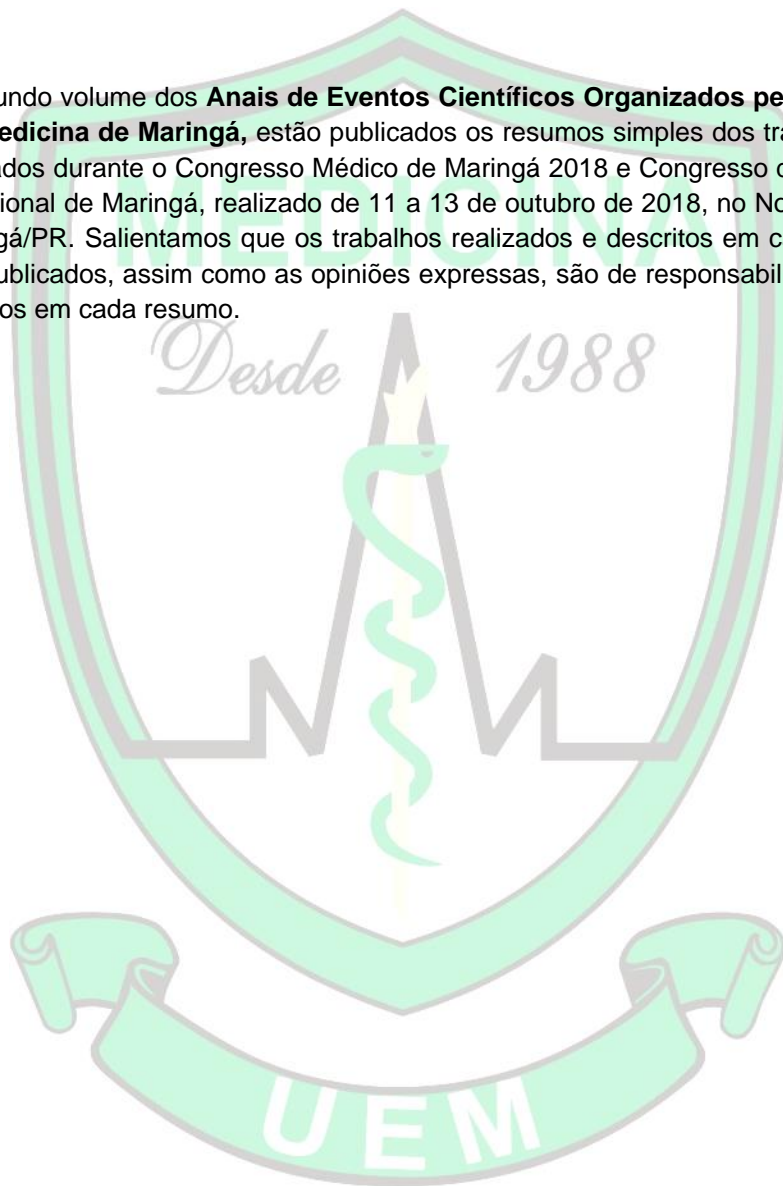 undo volume dos Anais de Eventos Científicos Organizados pe
edicina de Maringá, estão publicados os resumos simples dos tra
ados durante o Congresso Médico de Maringá 2018 e Congresso d
ional de Maringá, realizado de 11 a 13 de outubro de 2018, no No
gá/PR. Salientamos que os trabalhos realizados e descritos em c
ublicados, assim como as opiniões expressas, são de responsabil
os em cada resumo.
MEDICINA
Desde 1988
UEM